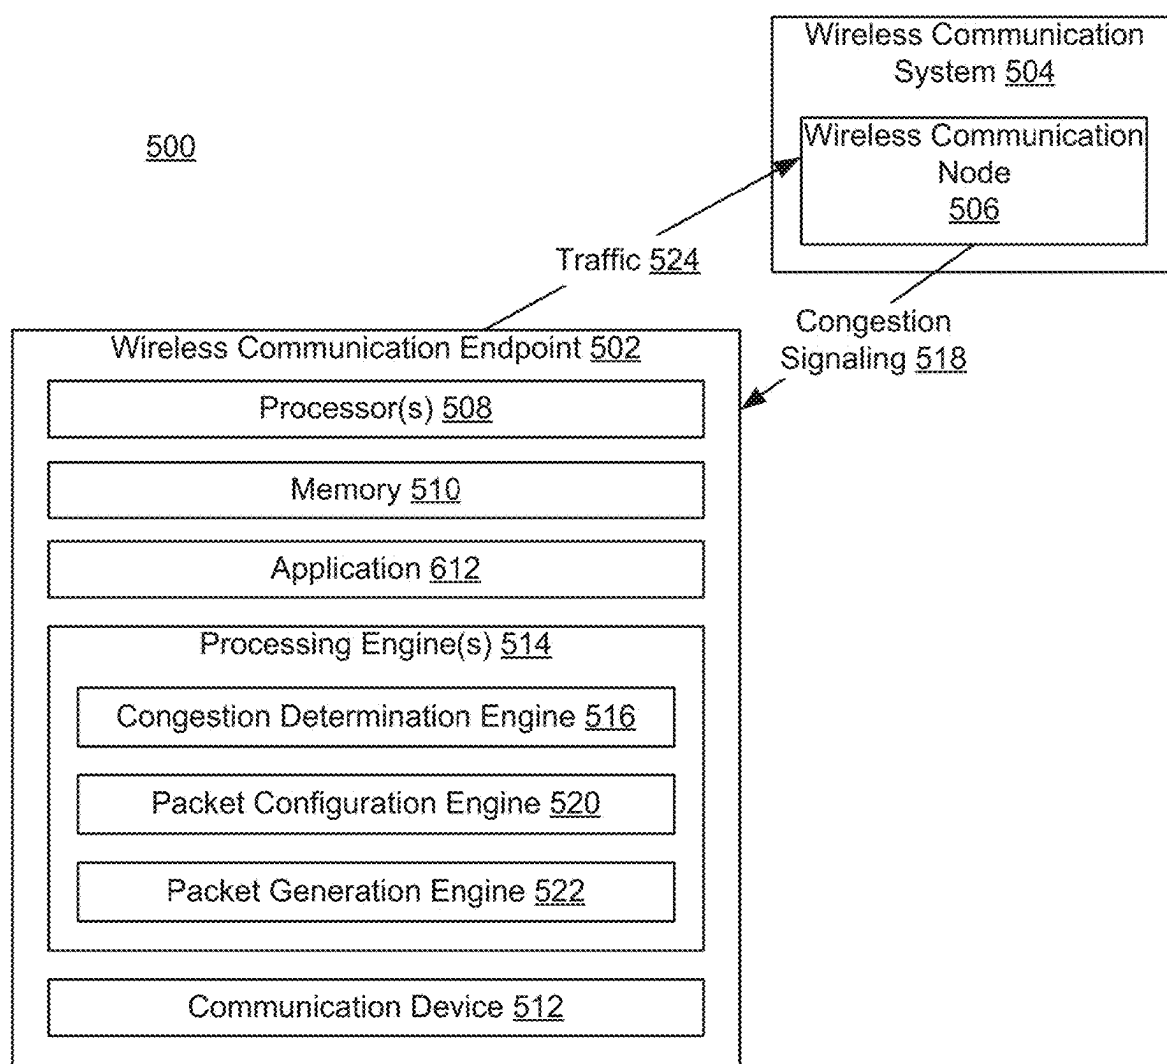 Wireless Communication
System 504
500
Wireless Communication
Node
506
Traffic 524
Congestion
Signaling 518
Wireless Communication Endpoint 502
Processor(s) 508
Memory 510
Application 612
Processing Engine(s) 514
Congestion Determination Engine 516
Packet Configuration Engine 520
Packet Generation Engine 522
Communication Device 512